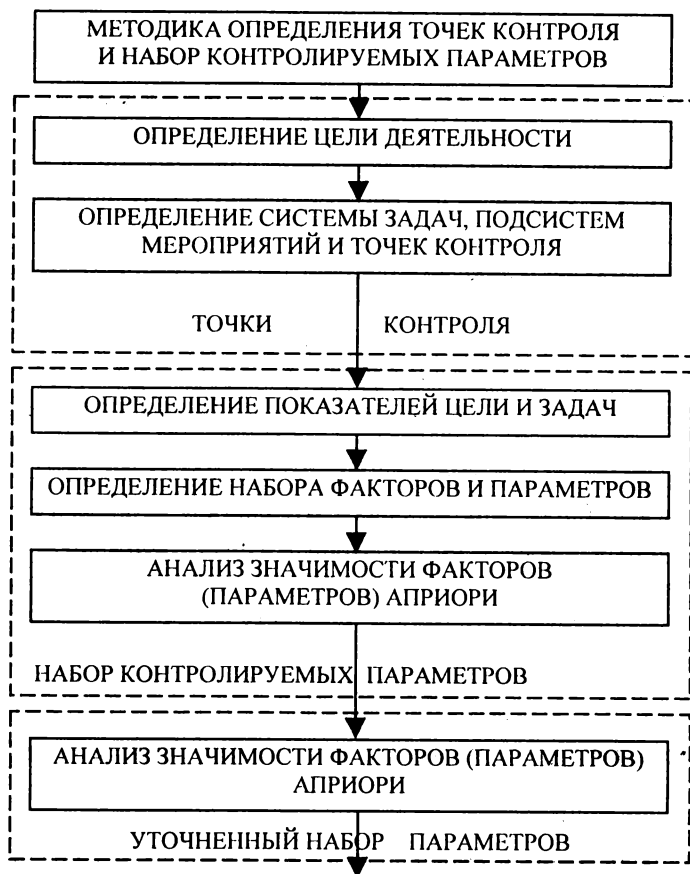 МЕТОДИКА ОПРЕДЕЛЕНИЯ ТОЧЕК КОНТРОЛЯ
И НАБОР КОНТРОЛИРУЕМЫХ ПАРАМЕТРОВ
ОПРЕДЕЛЕНИЕ ЦЕЛИ ДЕЯТЕЛЬНОСТИ
ОПРЕДЕЛЕНИЕ СИСТЕМЫ ЗАДАЧ, ПОДСИСТЕМ
МЕРОПРИЯТИЙ И ТОЧЕК КОНТРОЛЯ
ТОЧКИ КОНТРОЛЯ
ОПРЕДЕЛЕНИЕ ПОКАЗАТЕЛЕЙ ЦЕЛИ И ЗАДАЧ
ОПРЕДЕЛЕНИЕ НАБОРА ФАКТОРОВ И ПАРАМЕТРОВ
АНАЛИЗ ЗНАЧИМОСТИ ФАКТОРОВ
(ПАРАМЕТРОВ) АПРИОРИ
НАБОР КОНТРОЛИРУЕМЫХ ПАРАМЕТРОВ
АНАЛИЗ ЗНАЧИМОСТИ ФАКТОРОВ (ПАРАМЕТРОВ)
АПРИОРИ
УТОЧНЕННЫЙ НАБОР ПАРАМЕТРОВ